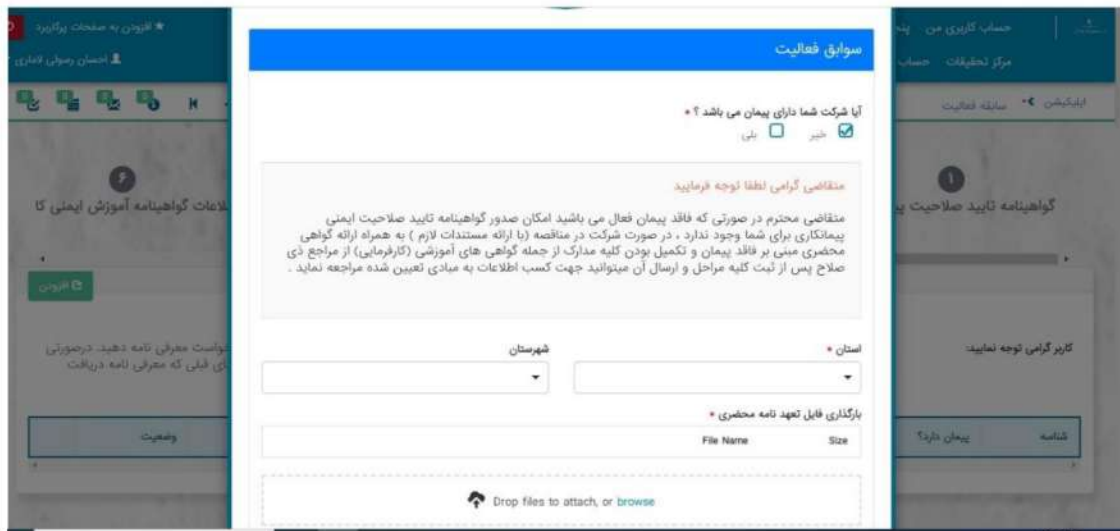 حساب کاربری من
★ افزودن به صفحات پرکاربرد
مرکز تحقیقات حساب
احسان رسولی
اپلیکیشن
سابقه فعالیت
۱
گواهینامه تایید صلاحیت
۶
گواهینامه آموزش ایمنی
افزودن
کاربر گرامی توجه نمایید:
معرفی نامه دهید. درصورتی
قبلی که معرفی نامه دریافت
شناسه
پیمان دارد؟
وضعیت
سوابق فعالیت
آیا شرکت شما دارای پیمان می باشد ؟ •
خیر
بلی
متقاضی گرامی لطفا توجه فرمایید
متقاضی محترم در صورتی که فاقد پیمان فعال می باشید امکان صدور گواهینامه تایید صلاحیت ایمنی
پیمانکاری برای شما وجود ندارد ، در صورت شرکت در مناقصه (با ارائه مستندات لازم ) به همراه ارائه گواهی
محضری مبنی بر فاقد پیمان و تکمیل بودن کلیه مدارک از جمله گواهی های آموزشی (کارفرمایی) از مراجع ذی
صلاح پس از ثبت کلیه مراحل و ارسال آن میتوانید جهت کسب اطلاعات به مبادی تعیین شده مراجعه نماید .
استان •
شهرستان
بارگذاری فایل تعهد نامه محضری •
File Name
Size
Drop files to attach, or browse